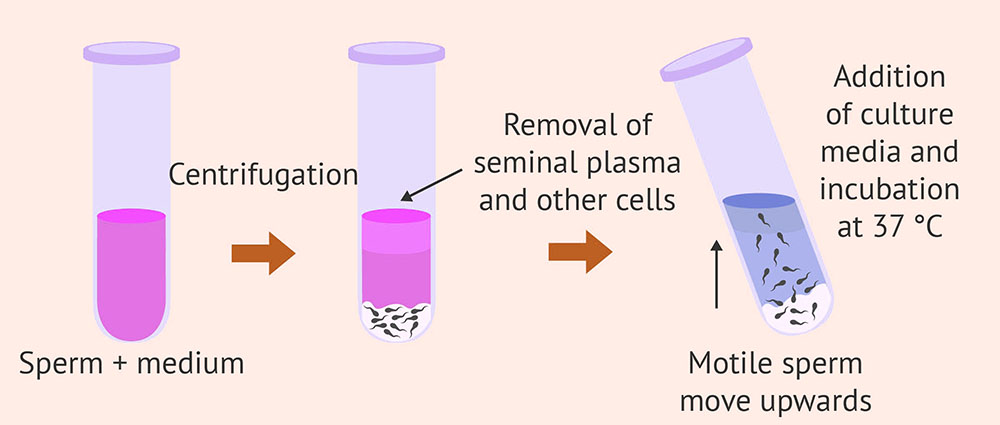 Sperm + medium
Centrifugation
Removal of
seminal plasma
and other cells
Addition
of culture
media and
incubation
at 37 °C
Motile sperm
move upwards